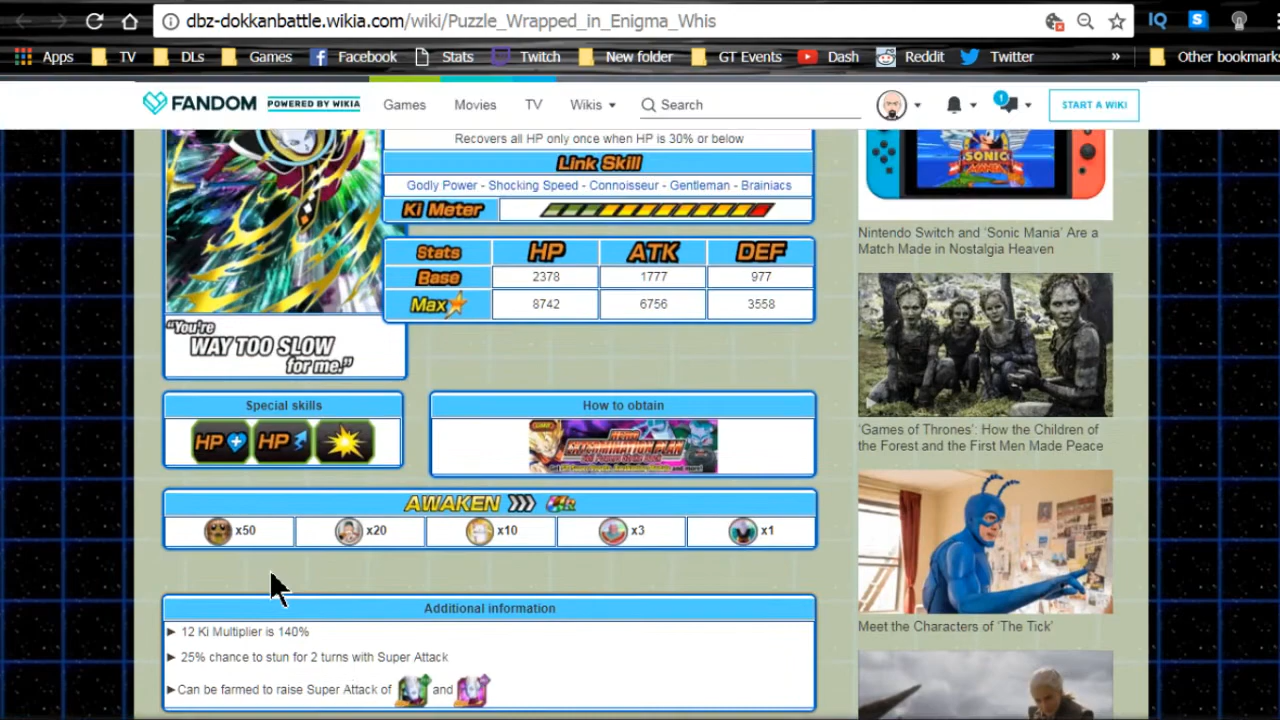 dbz-dokkanbattle.wikia.com/wiki/Puzzle_Wrapped_in_Enigma_Whis
IQ
S
Apps TV DLs Games Facebook Stats Twitch New folder GT Events Dash Reddit Twitter » Other bookmarks
FANDOM POWERED BY WIKIA Games Movies TV Wikis Search 1 START A WIKI
Recovers all HP only once when HP is 30% or below
Link Skill
Godly Power - Shocking Speed - Connoisseur - Gentleman - Brainiacs
Ki Meter
Stats HP ATK DEF
Base 2378 1777 977
Max 8742 6756 3558
"You're
WAY TOO SLOW
for me."
Special skills
HP HP
How to obtain
AWAKEN
x50 x20 x10 x3 x1
Additional information
► 12 Ki Multiplier is 140%
► 25% chance to stun for 2 turns with Super Attack
►Can be farmed to raise Super Attack of and
SONIC
Nintendo Switch and 'Sonic Mania' Are a
Match Made in Nostalgia Heaven
'Games of Thrones': How the Children of
the Forest and the First Men Made Peace
Meet the Characters of 'The Tick'